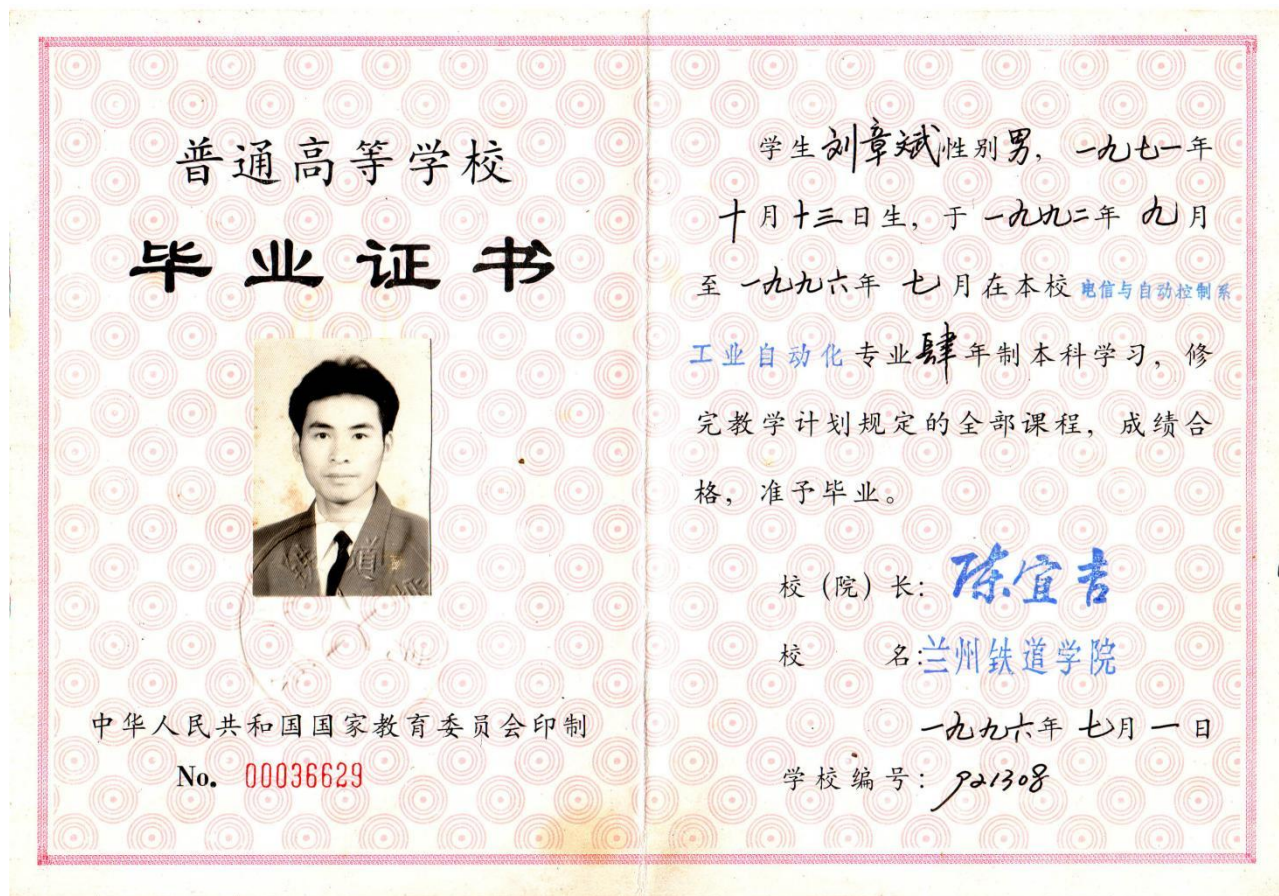 普通高等学校
毕业证书
铁道
中华人民共和国国家教育委员会印制
No. 00036629
学生刘章斌性别男，一九七一年
十月十三日生，于一九九二年九月
至一九九六年七月在本校电信与自动控制系
工业自动化专业肆年制本科学习，修
完教学计划规定的全部课程，成绩合
格，准予毕业。
校（院）长：陈宜吉
校名：兰州铁道学院
一九九六年七月一日
学校编号：921308